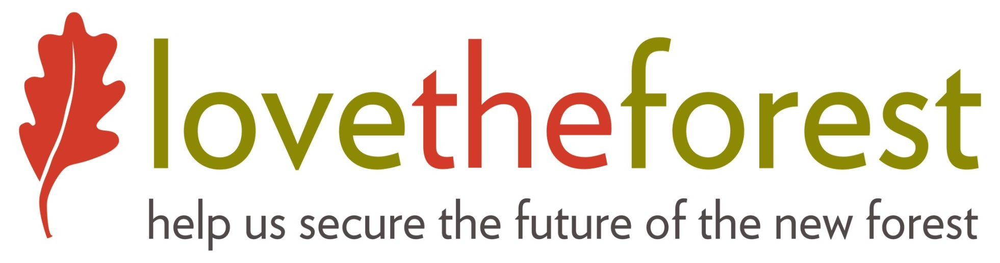 lovetheforest
help us secure the future of the new forest